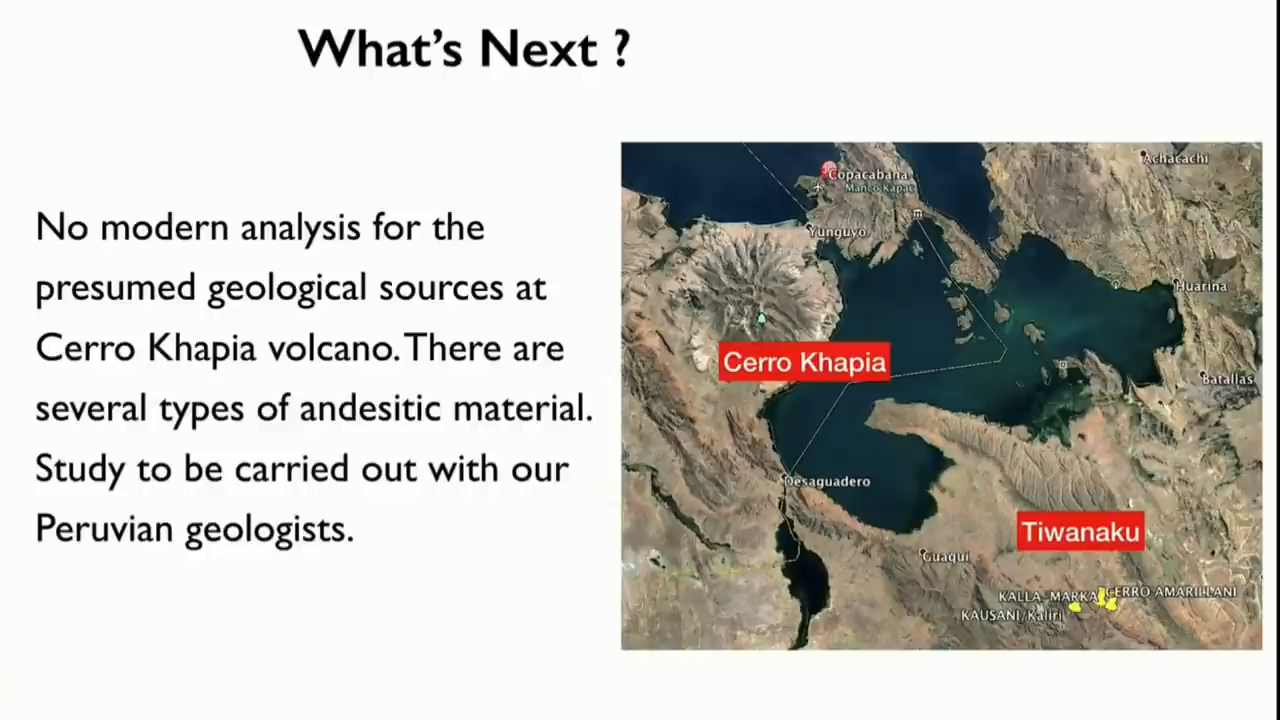 What's Next ?
No modern analysis for the
presumed geological sources at
Cerro Khapia volcano. There are
several types of andesitic material.
Study to be carried out with our
Peruvian geologists.
Achacachi
Copacabana
Manco Kapac
Yunguyo
Huarina
Cerro Khapia
Batallas
Desaguadero
Tiwanaku
Guaqui
KALLA-MARKA
CERRO AMARILLANI
KAUSANI/Kaliri